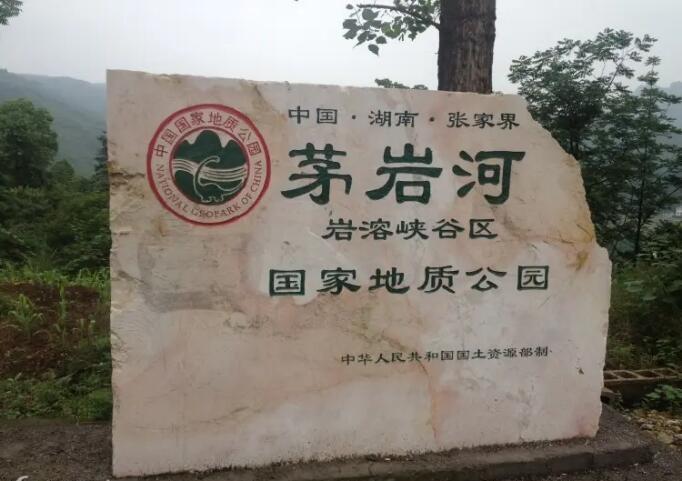 中国·湖南·张家界
中国国家地质公园
NATIONAL GEOPARK OF CHINA
茅岩河
岩溶峡谷区
国家地质公园
中华人民共和国国土资源部制